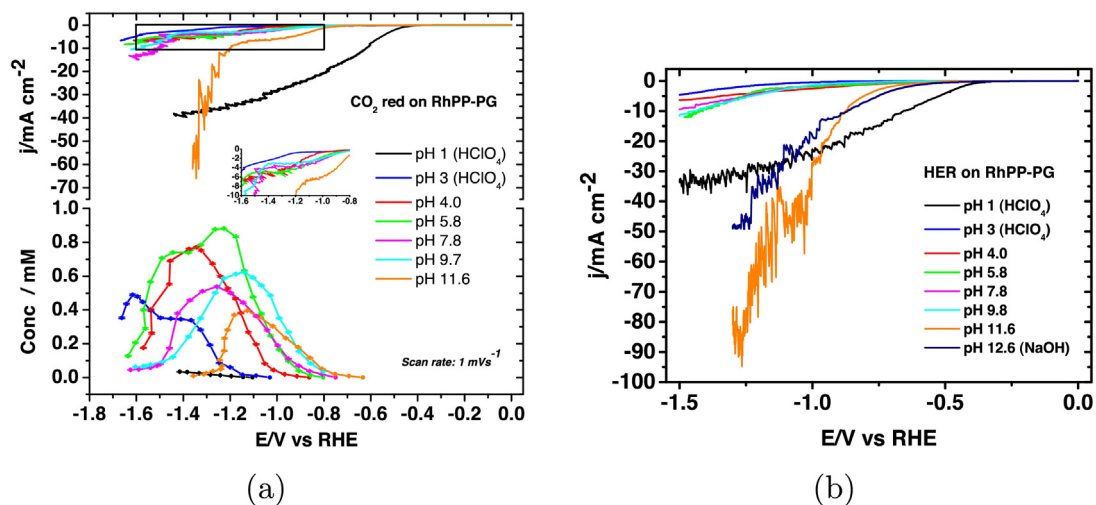 0
-10
-20
-30
-40
-50
-60
-70
j/mA cm-2
CO2 red on RhPP-PG
0
-2
-4
-6
-8
-10
-1.6 -1.4 -1.2 -1.0 -0.8
pH 1 (HClO4)
pH 3 (HClO4)
pH 4.0
pH 5.8
pH 7.8
pH 9.7
pH 11.6
1.0
0.8
0.6
0.4
0.2
0.0
Conc / mM
Scan rate: 1 mVs-1
-1.8 -1.6 -1.4 -1.2 -1.0 -0.8 -0.6 -0.4 -0.2 0.0
E/V vs RHE
(a)
0
-10
-20
-30
-40
-50
-60
-70
-80
-90
-100
j/mA cm-2
HER on RhPP-PG
pH 1 (HClO4)
pH 3 (HClO4)
pH 4.0
pH 5.8
pH 7.8
pH 9.8
pH 11.6
pH 12.6 (NaOH)
-1.5 -1.0 -0.5 0.0
E/V vs RHE
(b)